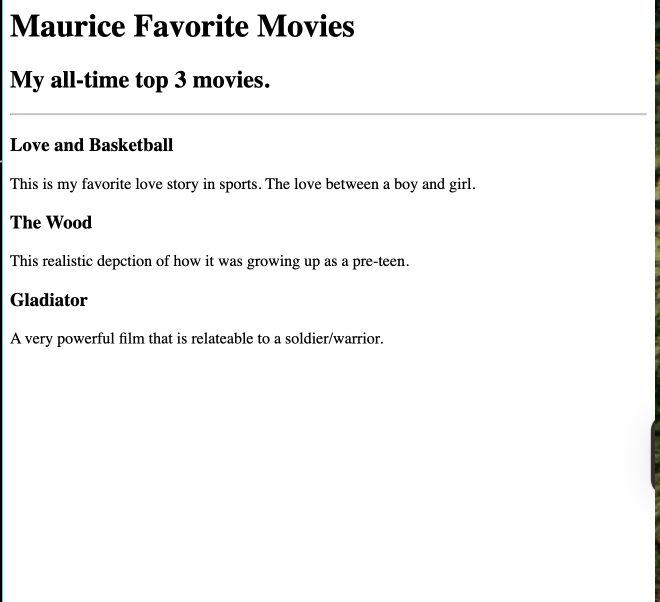 Maurice Favorite Movies
My all-time top 3 movies.
Love and Basketball
This is my favorite love story in sports. The love between a boy and girl.
The Wood
This realistic depction of how it was growing up as a pre-teen.
Gladiator
A very powerful film that is relateable to a soldier/warrior.